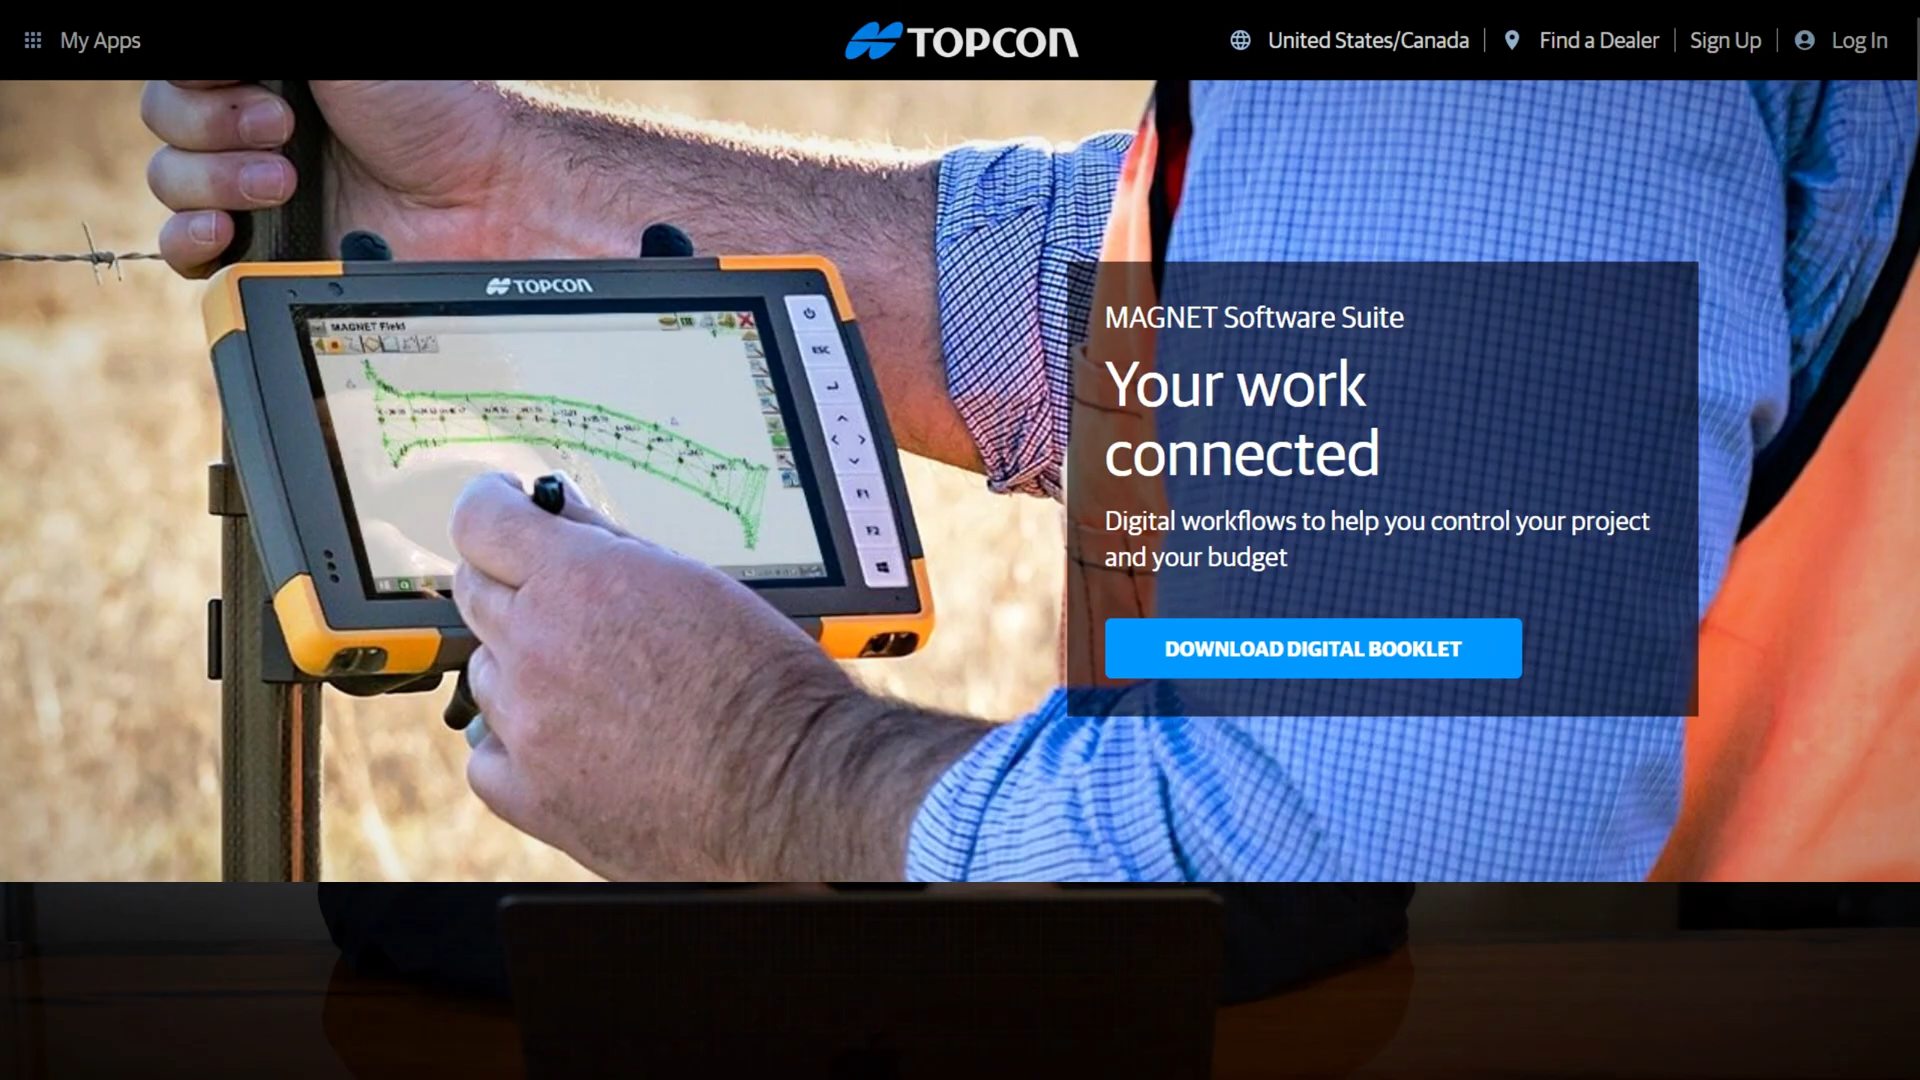 My Apps
TOPCON
United States/Canada
Find a Dealer
Sign Up
Log In
TOPCON
MAGNET Field
ESC
F1
F2
MAGNET Software Suite
Your work
connected
Digital workflows to help you control your project
and your budget
DOWNLOAD DIGITAL BOOKLET